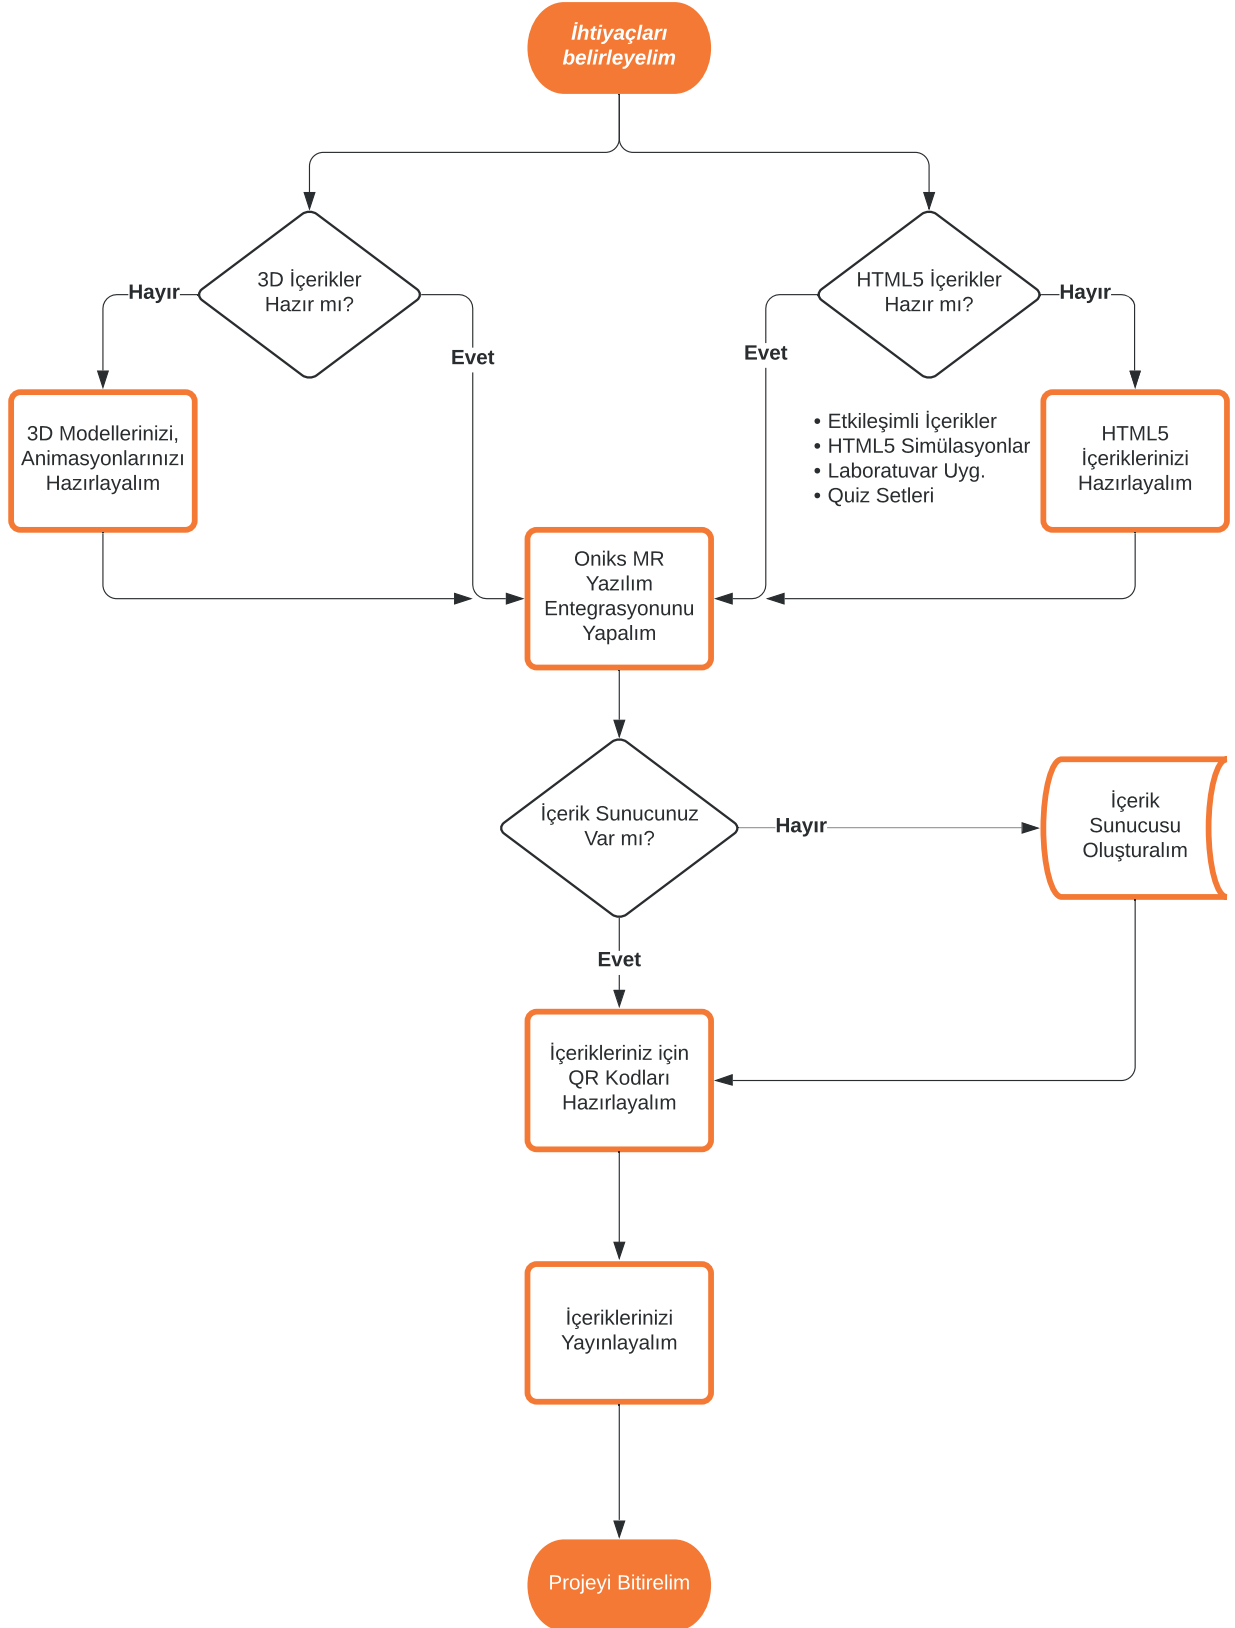 İhtiyaçları
belirleyelim
3D İçerikler
Hazır mı?
HTML5 İçerikler
Hazır mı?
Hayır
Hayır
Evet
Evet
3D Modellerinizi,
Animasyonlarınızı
Hazırlayalım
• Etkileşimli İçerikler
• HTML5 Simülasyonlar
• Laboratuvar Uyg.
• Quiz Setleri
HTML5
İçeriklerinizi
Hazırlayalım
Oniks MR
Yazılım
Entegrasyonunu
Yapalım
İçerik Sunucunuz
Var mı?
Hayır
İçerik
Sunucusu
Oluşturalım
Evet
İçerikleriniz için
QR Kodları
Hazırlayalım
İçeriklerinizi
Yayınlayalım
Projeyi Bitirelim